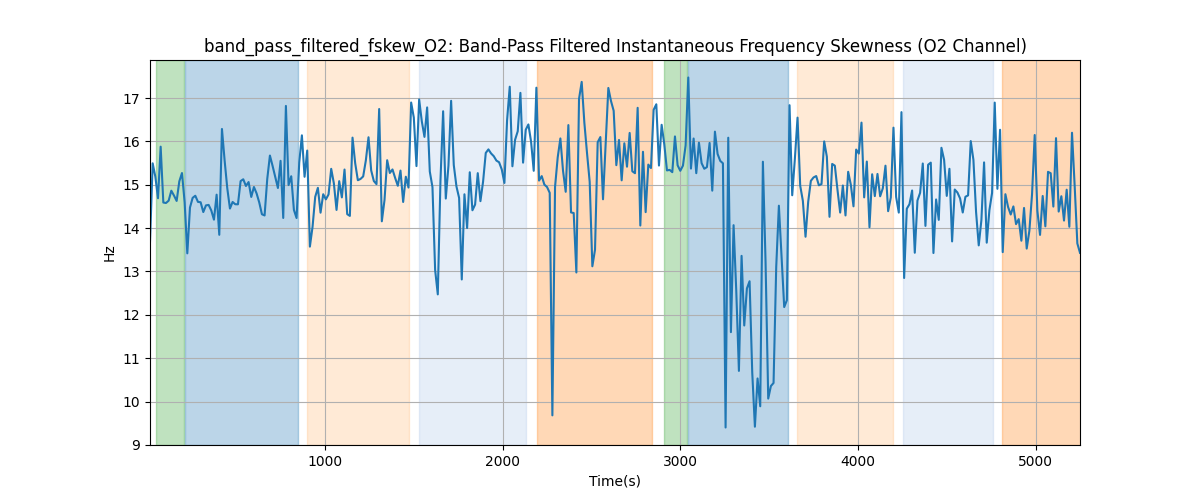 band_pass_filtered_fskew_O2: Band-Pass Filtered Instantaneous Frequency Skewness (O2 Channel)
17
16
15
14
13
12
11
10
9
Hz
1000 2000 3000 4000 5000
Time(s)